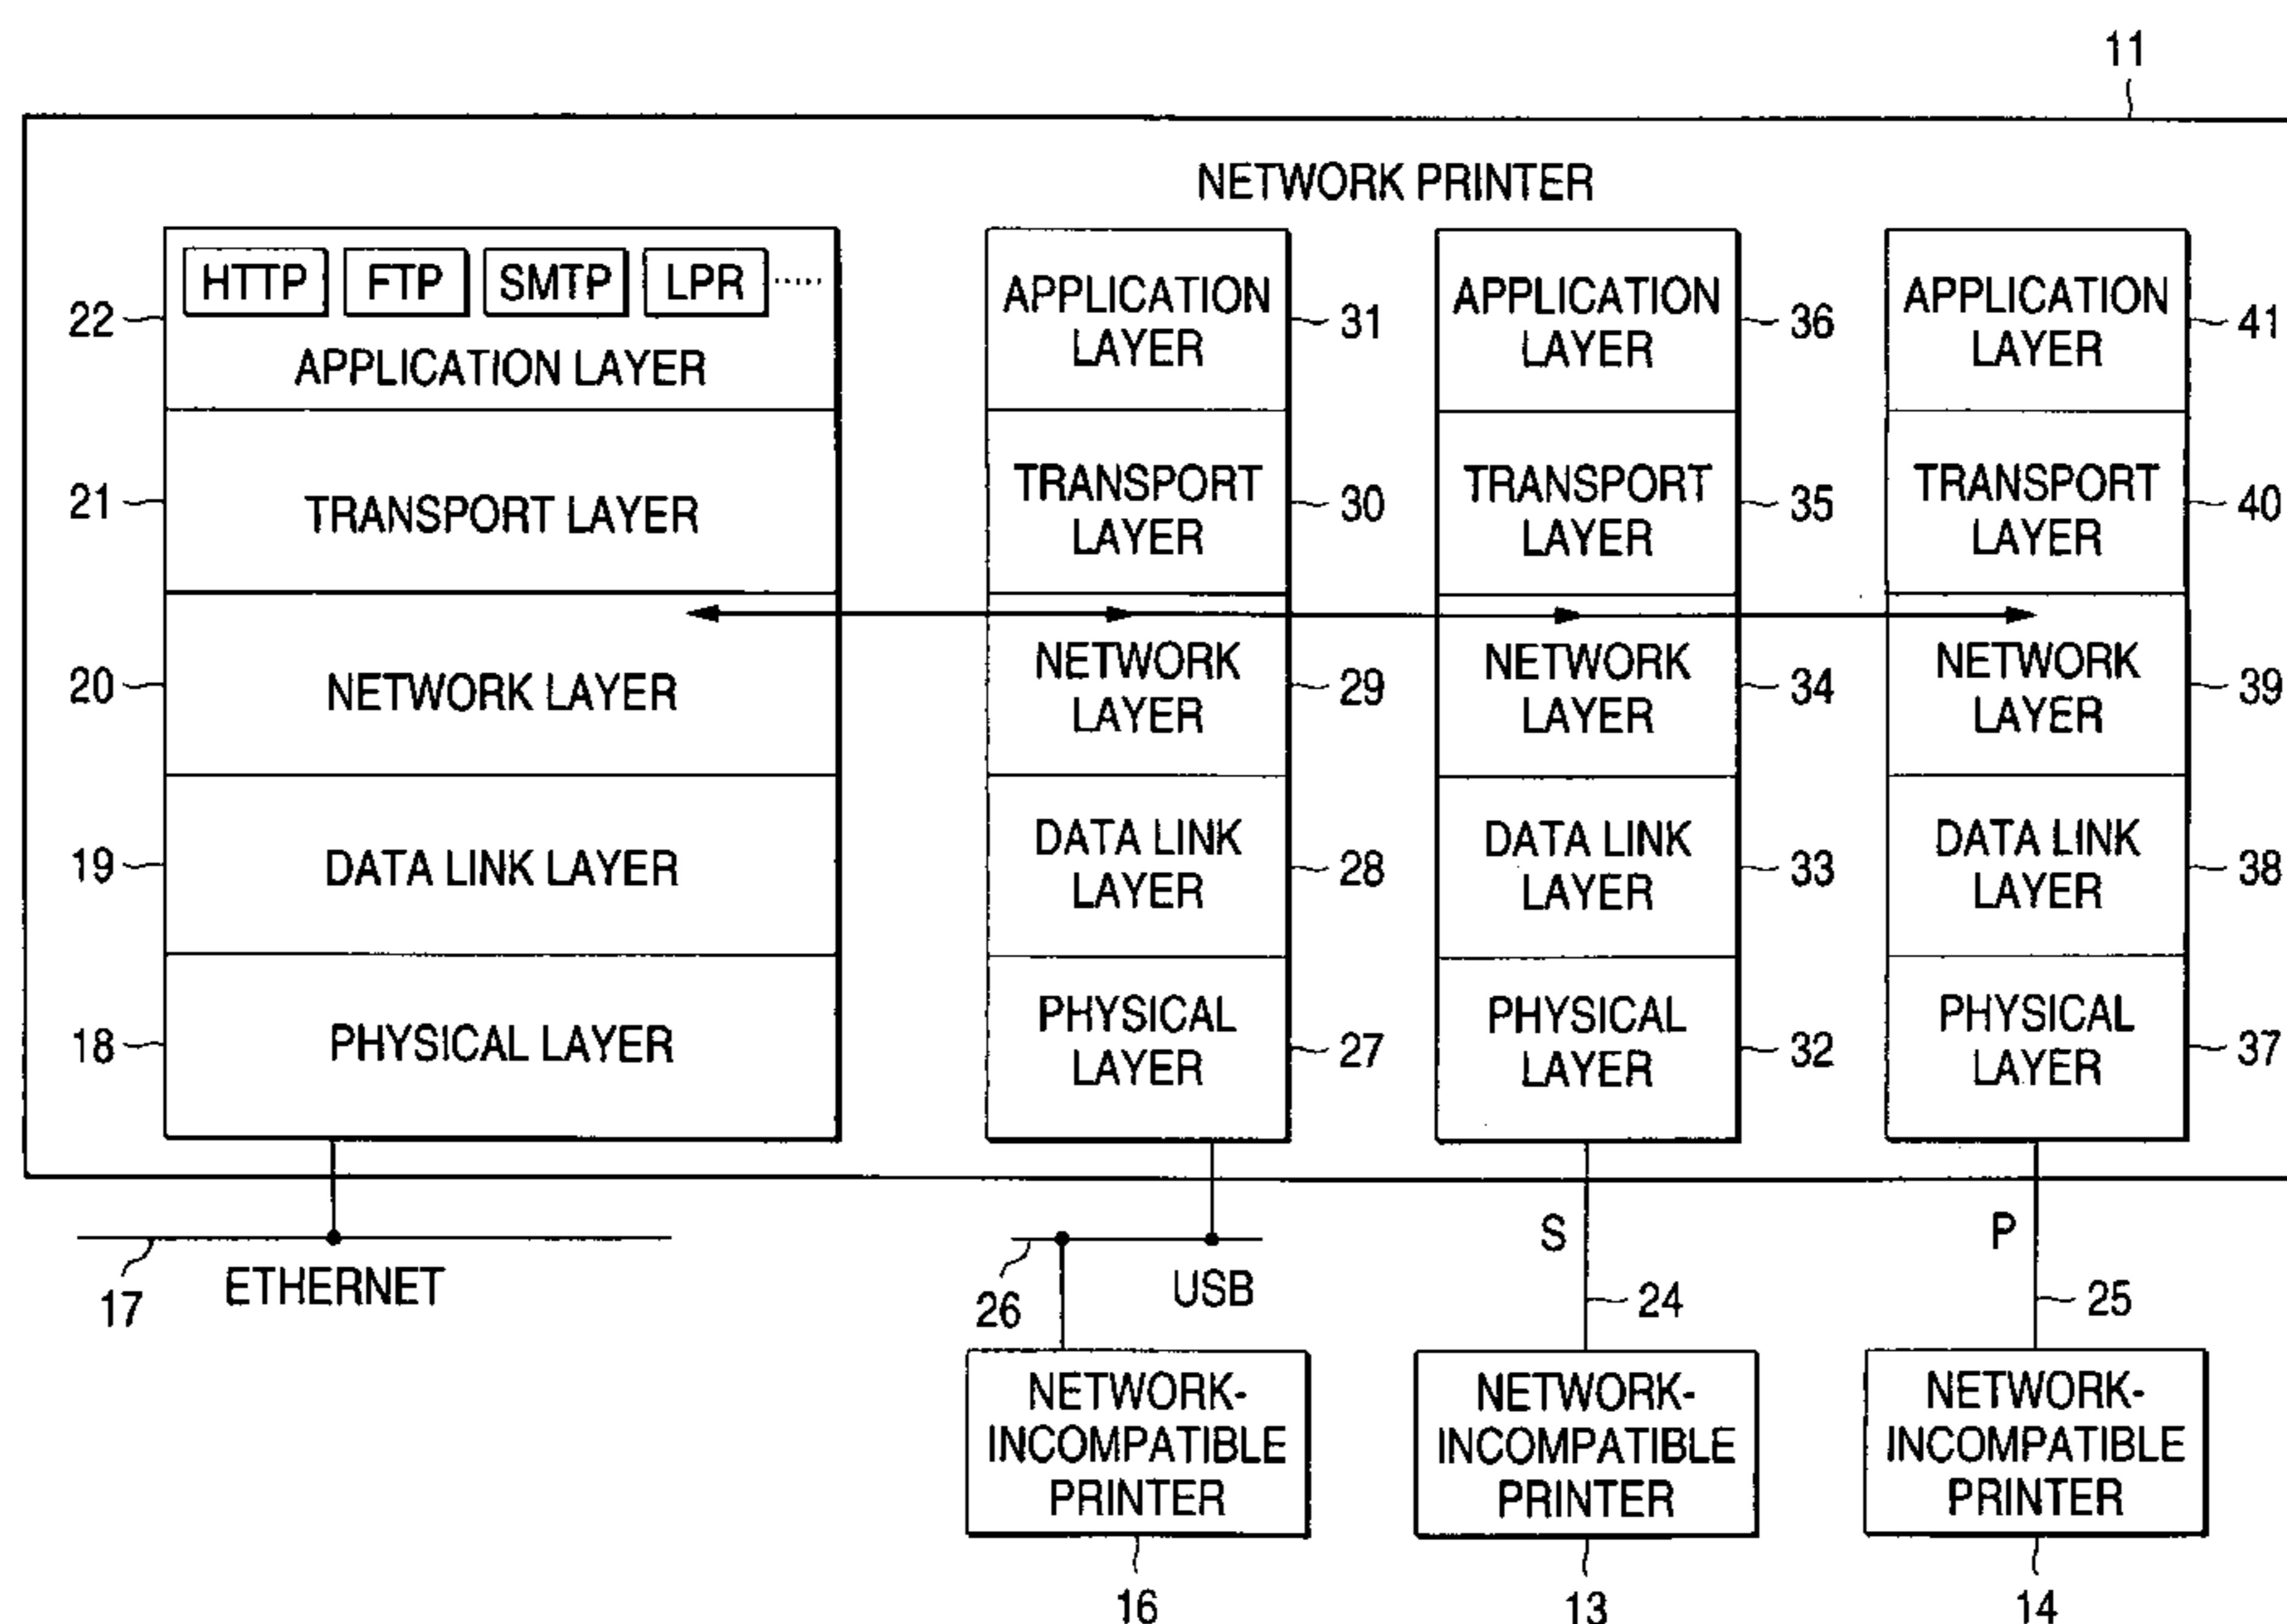 11
NETWORK PRINTER
HTTP FTP SMTP LPR .....
22
APPLICATION LAYER
21
TRANSPORT LAYER
20
NETWORK LAYER
19
DATA LINK LAYER
18
PHYSICAL LAYER
APPLICATION
LAYER
31
TRANSPORT
LAYER
30
NETWORK
LAYER
29
DATA LINK
LAYER
28
PHYSICAL
LAYER
27
APPLICATION
LAYER
36
TRANSPORT
LAYER
35
NETWORK
LAYER
34
DATA LINK
LAYER
33
PHYSICAL
LAYER
32
APPLICATION
LAYER
41
TRANSPORT
LAYER
40
NETWORK
LAYER
39
DATA LINK
LAYER
38
PHYSICAL
LAYER
37
17
ETHERNET
26
USB
S
24
P
25
NETWORK-
INCOMPATIBLE
PRINTER
16
NETWORK-
INCOMPATIBLE
PRINTER
13
NETWORK-
INCOMPATIBLE
PRINTER
14